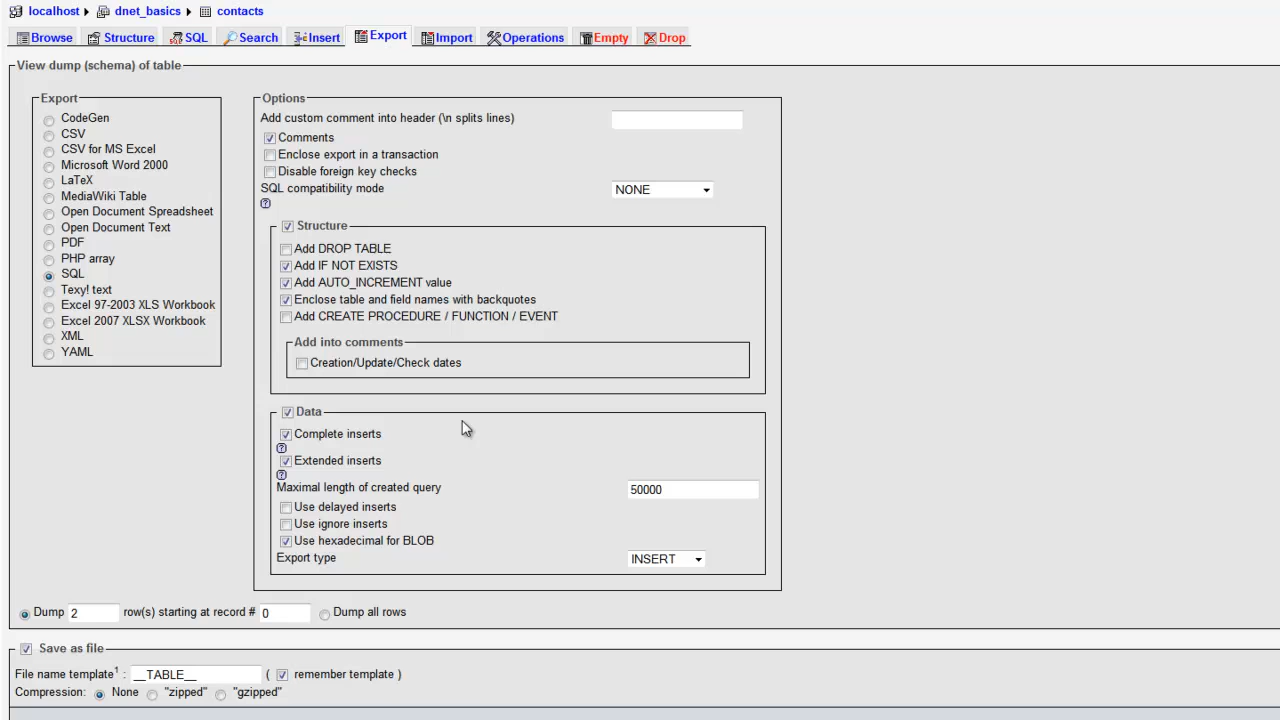 localhost dnet_basics contacts
Browse Structure SQL Search Insert Export Import Operations Empty Drop
View dump (schema) of table
Export
CodeGen
CSV
CSV for MS Excel
Microsoft Word 2000
LaTeX
MediaWiki Table
Open Document Spreadsheet
Open Document Text
PDF
PHP array
SQL
Texy! text
Excel 97-2003 XLS Workbook
Excel 2007 XLSX Workbook
XML
YAML
Options
Add custom comment into header (\n splits lines)
Comments
Enclose export in a transaction
Disable foreign key checks
SQL compatibility mode NONE
Structure
Add DROP TABLE
Add IF NOT EXISTS
Add AUTO_INCREMENT value
Enclose table and field names with backquotes
Add CREATE PROCEDURE / FUNCTION / EVENT
Add into comments
Creation/Update/Check dates
Data
Complete inserts
Extended inserts
Maximal length of created query 50000
Use delayed inserts
Use ignore inserts
Use hexadecimal for BLOB
Export type INSERT
Dump 2 row(s) starting at record # 0 Dump all rows
Save as file
File name template1 : __TABLE__ ( remember template )
Compression: None "zipped" "gzipped"